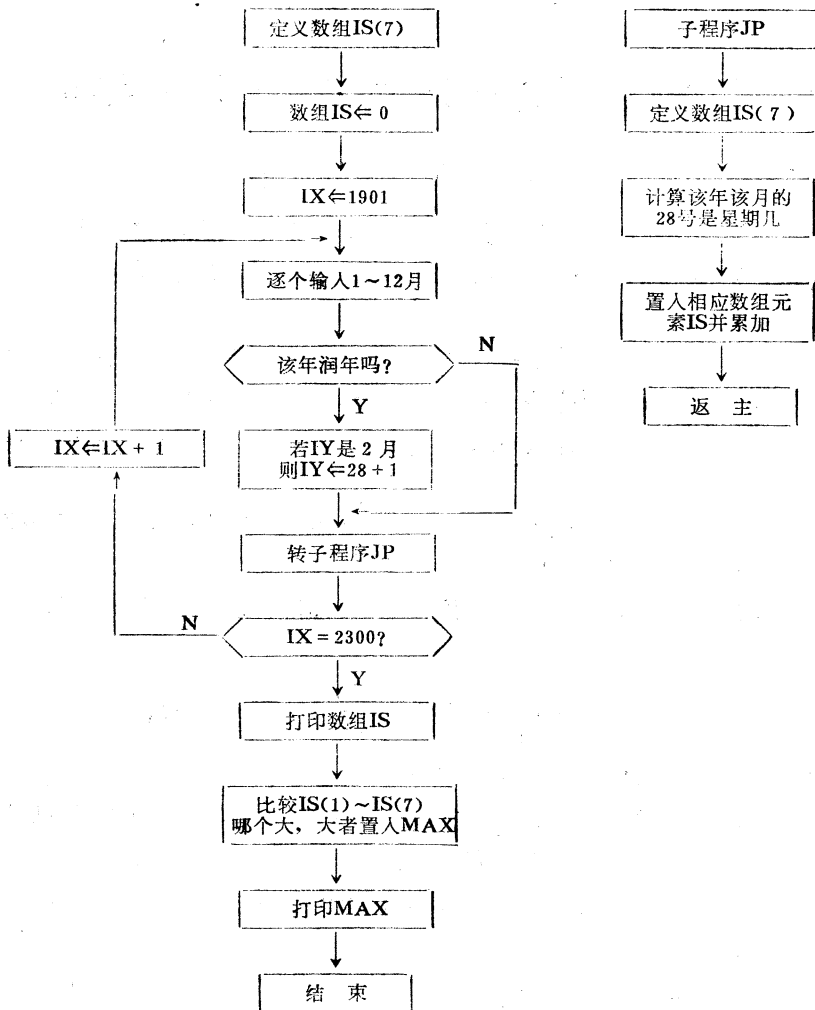 定义数组IS(7)
数组IS⇐0
IX⇐1901
逐个输入1～12月
该年润年吗?
N
Y
若IY是2月
则IY⇐28+1
IX⇐IX+1
转子程序JP
N
IX=2300?
Y
打印数组IS
比较IS(1)～IS(7)
哪个大，大者置入MAX
打印MAX
结 束
子程序JP
定义数组IS(7)
计算该年该月的
28号是星期几
置入相应数组元
素IS并累加
返 主